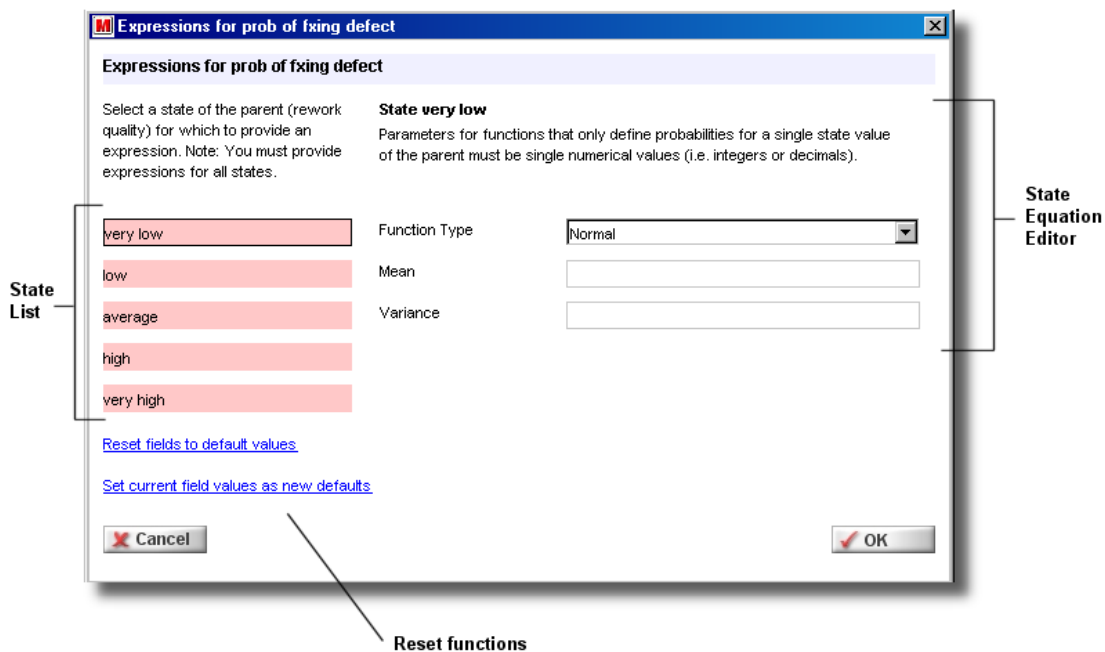 Expressions for prob of fxing defect
Expressions for prob of fxing defect
Select a state of the parent (rework
quality) for which to provide an
expression. Note: You must provide
expressions for all states.
State very low
Parameters for functions that only define probabilities for a single state value
of the parent must be single numerical values (i.e. integers or decimals).
State
Equation
Editor
State
List
very low
low
average
high
very high
Function Type
Normal
Mean
Variance
Reset fields to default values
Set current field values as new defaults
Cancel
OK
Reset functions